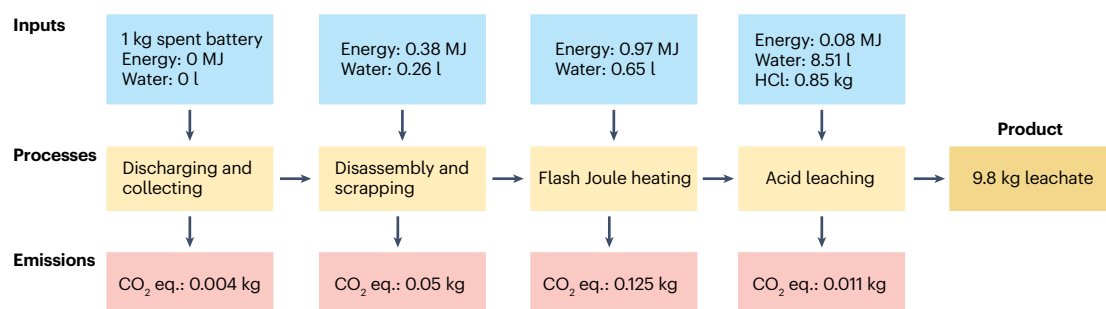 Inputs
1 kg spent battery
Energy: 0 MJ
Water: 0 l
Energy: 0.38 MJ
Water: 0.26 l
Energy: 0.97 MJ
Water: 0.65 l
Energy: 0.08 MJ
Water: 8.51 l
HCl: 0.85 kg
Product
Processes
Discharging and
collecting
Disassembly and
scrapping
Flash Joule heating
Acid leaching
9.8 kg leachate
Emissions
CO₂ eq.: 0.004 kg
CO₂ eq.: 0.05 kg
CO₂ eq.: 0.125 kg
CO₂ eq.: 0.011 kg